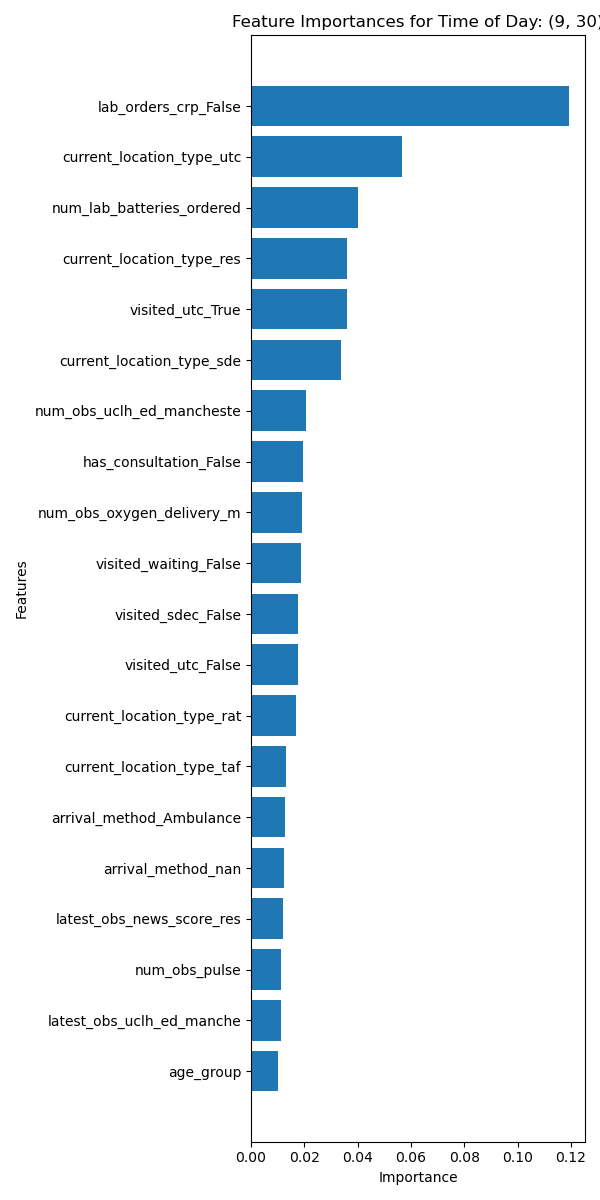 Feature Importances for Time of Day: (9, 30)
lab_orders_crp_False
current_location_type_utc
num_lab_batteries_ordered
current_location_type_res
visited_utc_True
current_location_type_sde
num_obs_uclh_ed_mancheste
has_consultation_False
num_obs_oxygen_delivery_m
visited_waiting_False
visited_sdec_False
visited_utc_False
current_location_type_rat
current_location_type_taf
arrival_method_Ambulance
arrival_method_nan
latest_obs_news_score_res
num_obs_pulse
latest_obs_uclh_ed_manche
age_group
Features
0.00 0.02 0.04 0.06 0.08 0.10 0.12
Importance